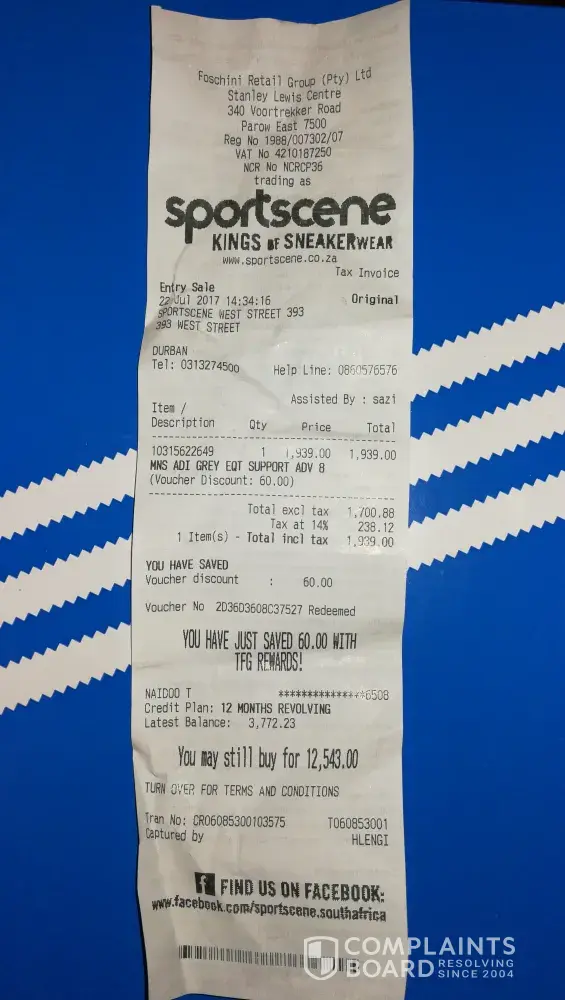 Foschini Retail Group (Pty) Ltd
Stanley Lewis Centre
340 Voortrekker Road
Parow East 7500
Reg No 1988/007302/07
VAT No 4210187250
NCR No NCRCP36
trading as
sportscene
KINGS OF SNEAKERWEAR
www.sportscene.co.za
Tax Invoice
Entry Sale
22 Jul 2017 14:34:16 Original
SPORTSCENE WEST STREET 393
393 WEST STREET
DURBAN
Tel: 0313274500 Help Line: 0860576576
Assisted By : sazi
Item /
Description Qty Price Total
10315622649 1 1,939.00 1,939.00
MNS ADI GREY EQT SUPPORT ADV 8
(Voucher Discount: 60.00)
Total excl tax 1,700.88
Tax at 14% 238.12
1 Item(s) - Total incl tax 1,939.00
YOU HAVE SAVED
Voucher discount : 60.00
Voucher No 2D36D3608C37527 Redeemed
YOU HAVE JUST SAVED 60.00 WITH
TFG REWARDS!
NAIDOO T ***************6508
Credit Plan: 12 MONTHS REVOLVING
Latest Balance: 3,772.23
You may still buy for 12,543.00
TURN OVER FOR TERMS AND CONDITIONS
Tran No: CR06085300103575 T060853001
Captured by HLENGI
FIND US ON FACEBOOK:
www.facebook.com/sportscene.southafrica
COMPLAINTS
BOARD RESOLVING
SINCE 2004